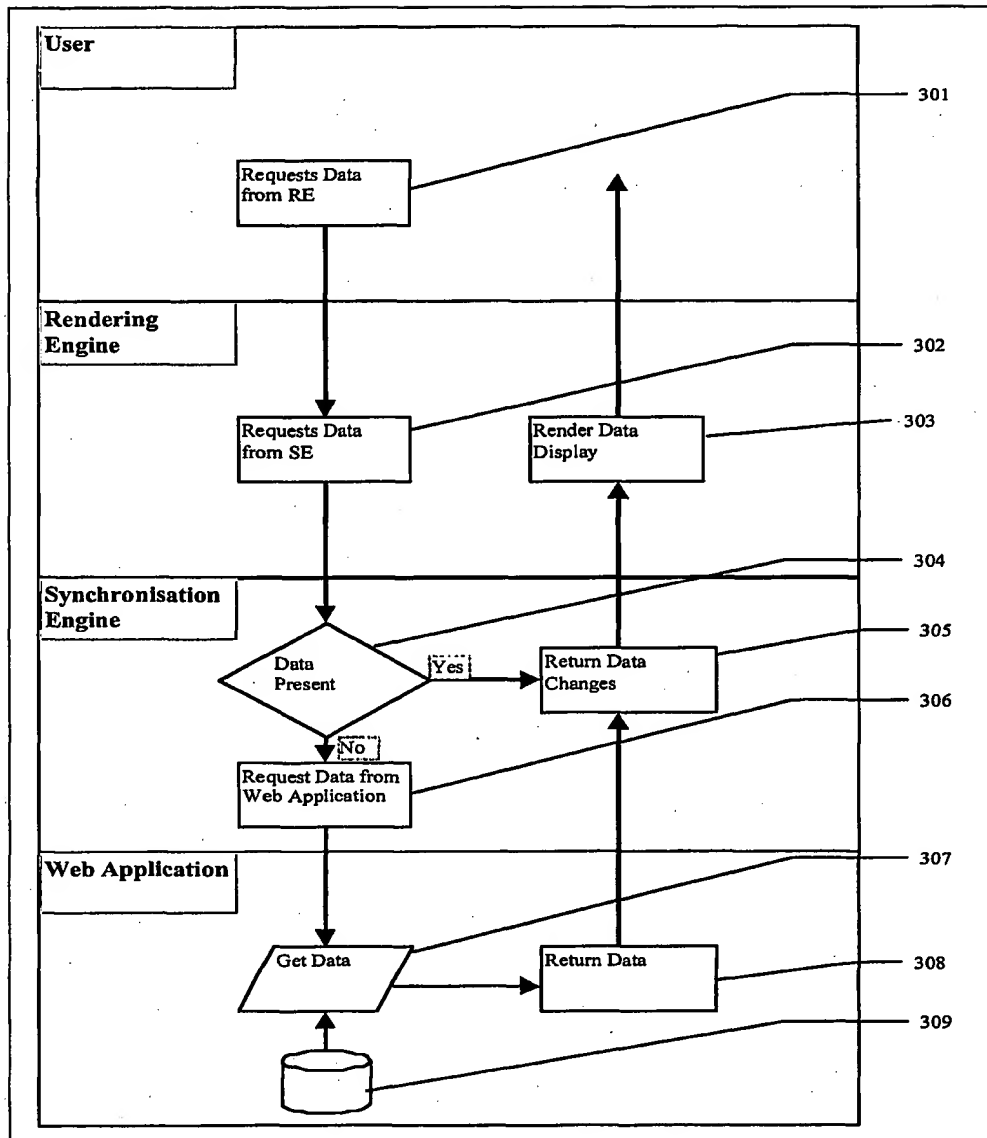 User
301
Requests Data
from RE
Rendering
Engine
302
Requests Data
from SE
Render Data
Display
303
304
Synchronisation
Engine
Data
Present
Yes
Return Data
Changes
305
306
No
Request Data from
Web Application
Web Application
307
Get Data
Return Data
308
309